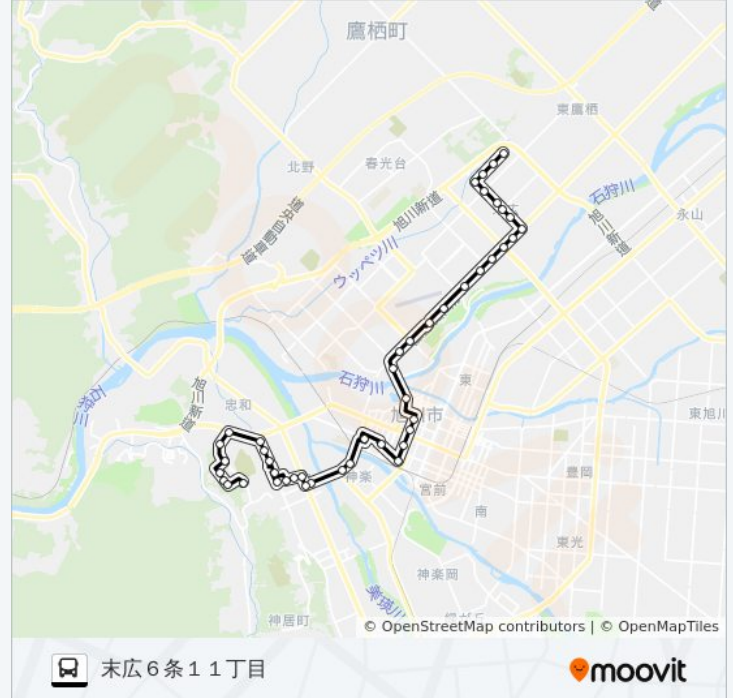 鷹栖町
東鷹栖
北野
春光台
石狩川
永山
旭川新道
旭川新道
道央自動車道
ウッペツ川
石狩川
東
旭川市
東旭川
石狩川
旭川新道
忠和
神楽
宮前
豊岡
南
東光
神楽岡
美瑛川
神居町
© OpenStreetMap contributors | © OpenMapTiles
末広6条11丁目
moovit